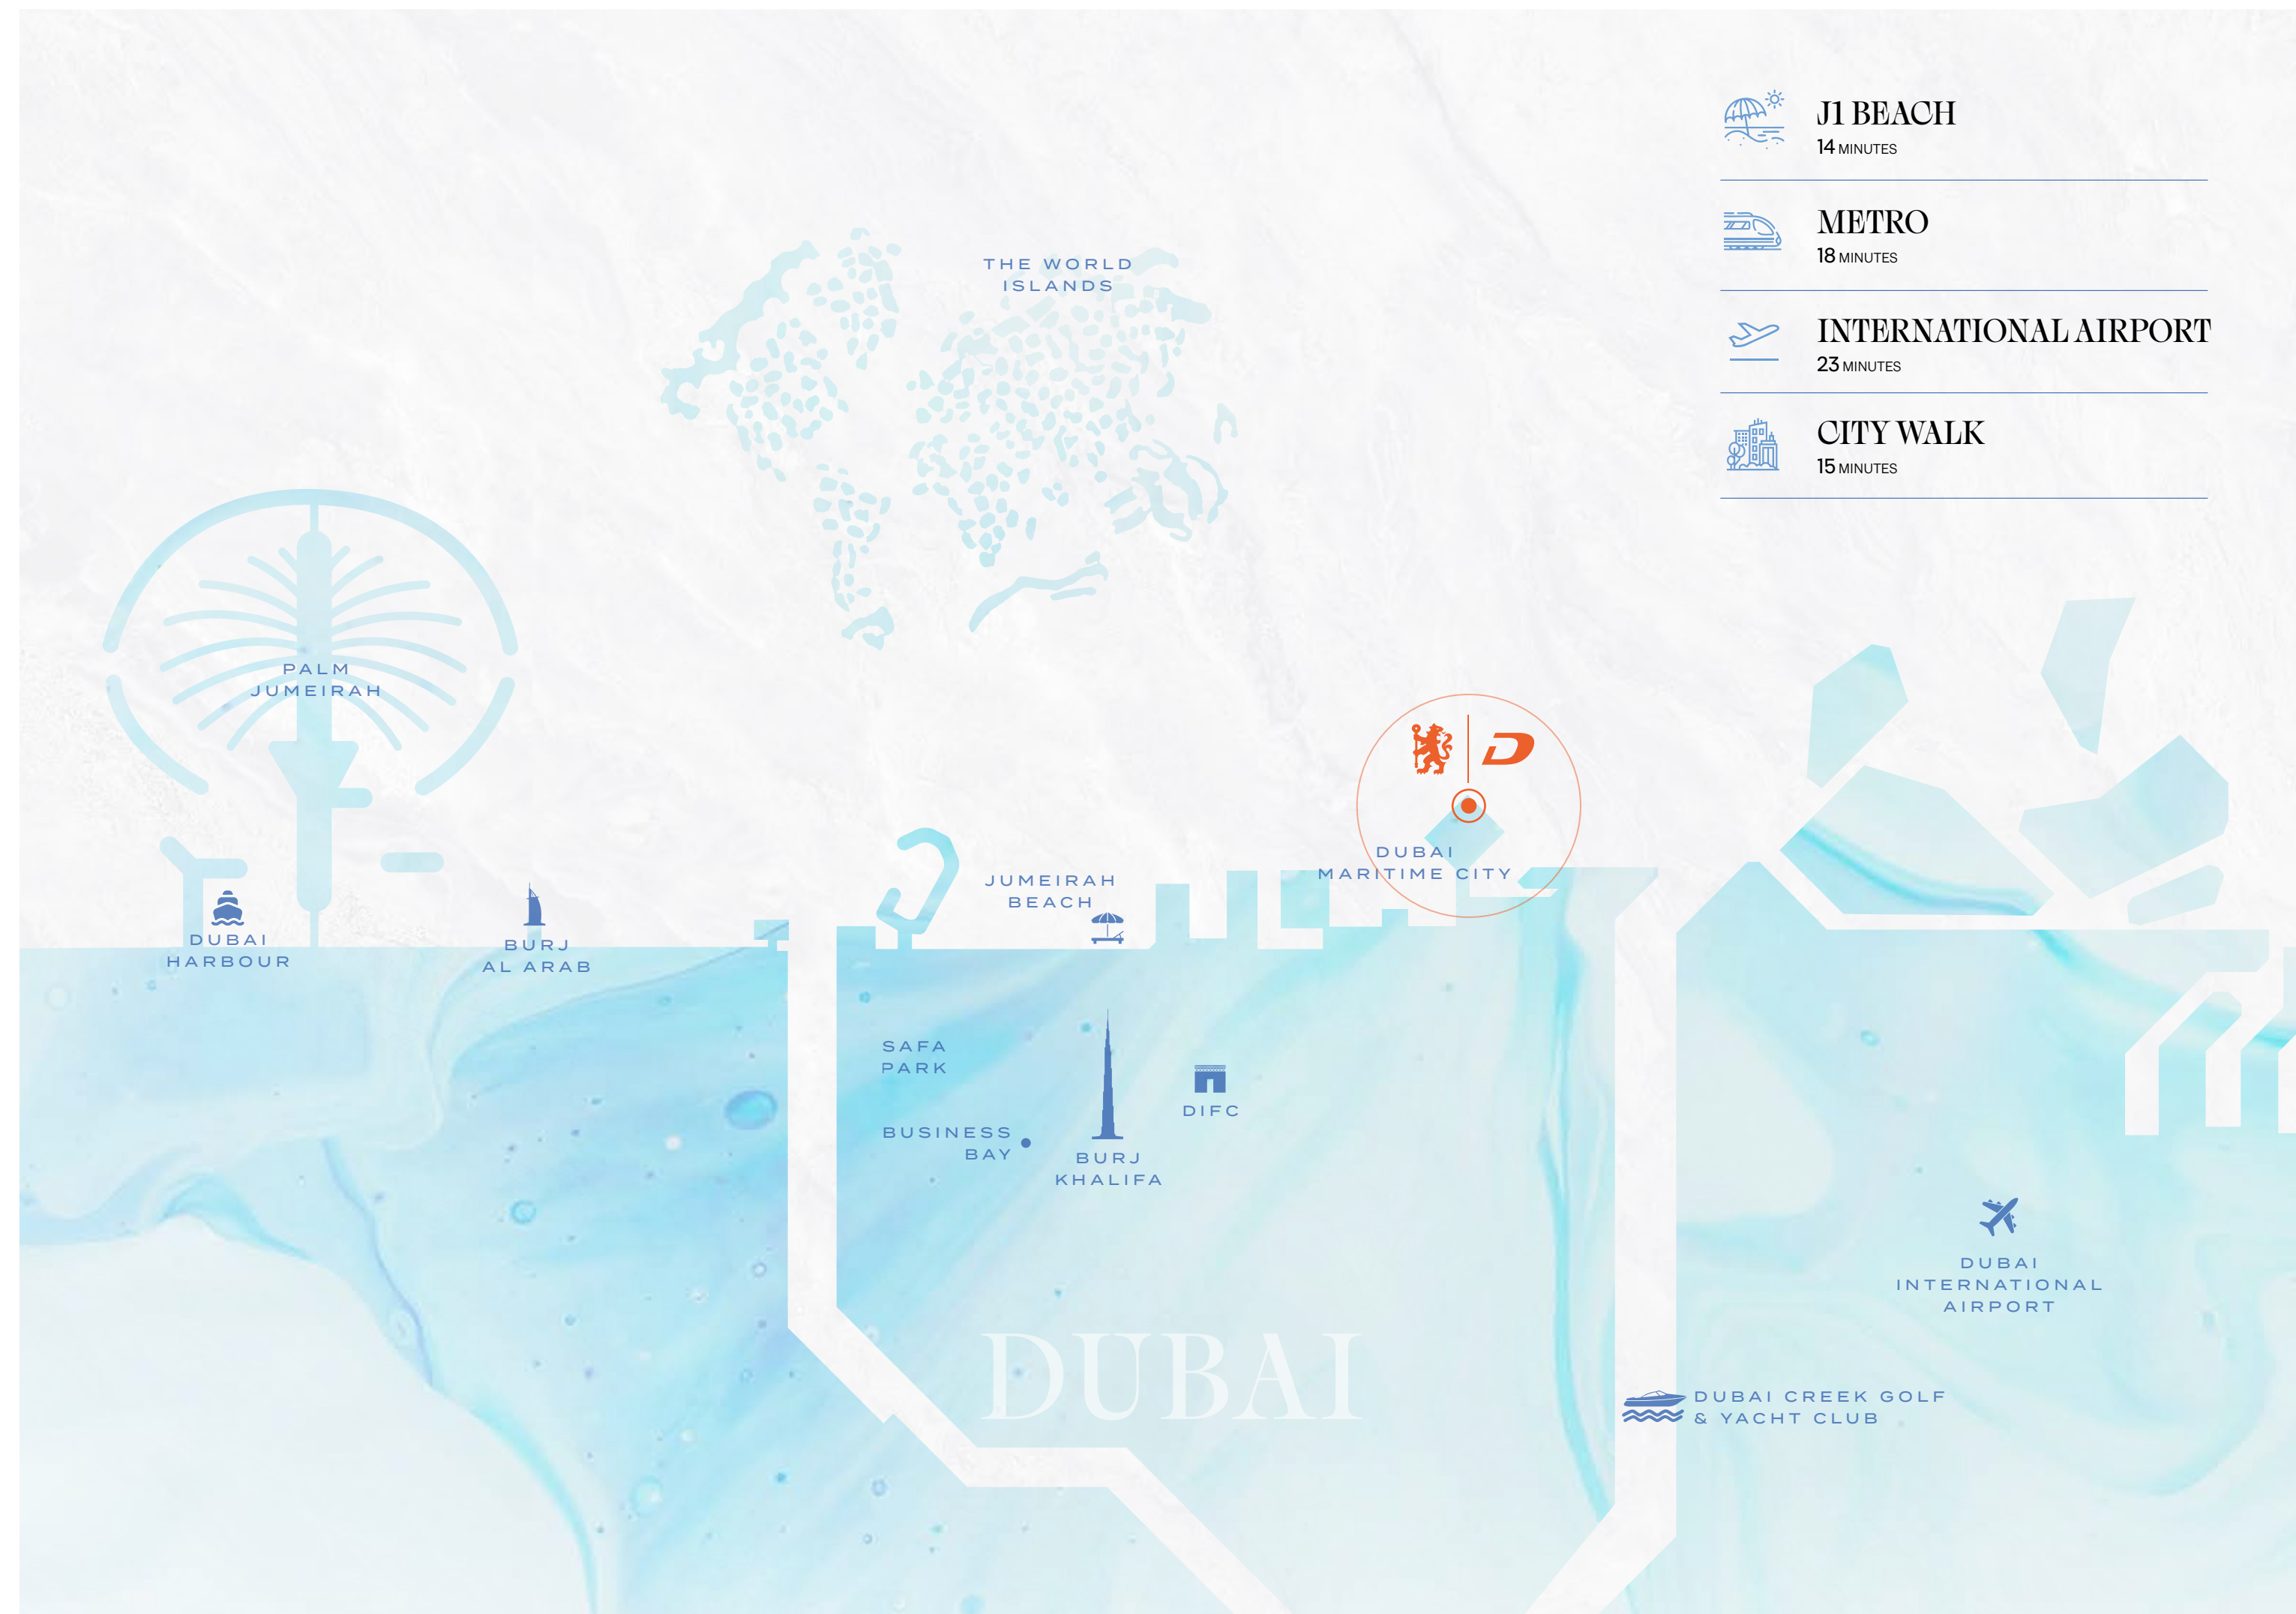 J1 BEACH
14 MINUTES
METRO
18 MINUTES
INTERNATIONAL AIRPORT
23 MINUTES
CITY WALK
15 MINUTES
THE WORLD
ISLANDS
PALM
JUMEIRAH
D
DUBAI
MARITIME CITY
JUMEIRAH
BEACH
DUBAI
HARBOUR
BURJ
AL ARAB
SAFA
PARK
BUSINESS
BAY
BURJ
KHALIFA
DIFC
DUBAI
INTERNATIONAL
AIRPORT
DUBAI
DUBAI CREEK GOLF
& YACHT CLUB